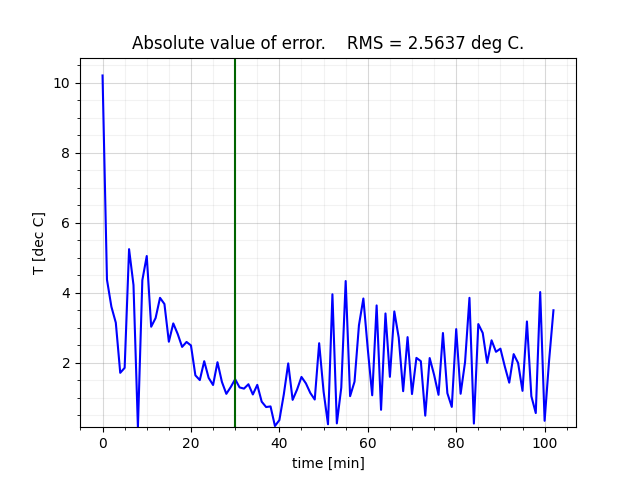 Absolute value of error. RMS = 2.5637 deg C.
10
8
6
4
2
T [dec C]
0 20 40 60 80 100
time [min]